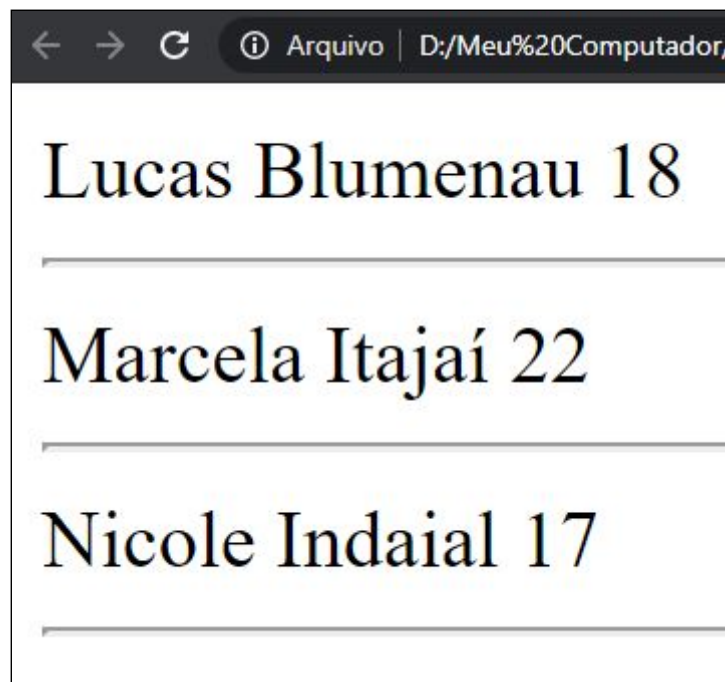 Arquivo D:/Meu%20Computador/
Lucas Blumenau 18
Marcela Itajaí 22
Nicole Indaial 17